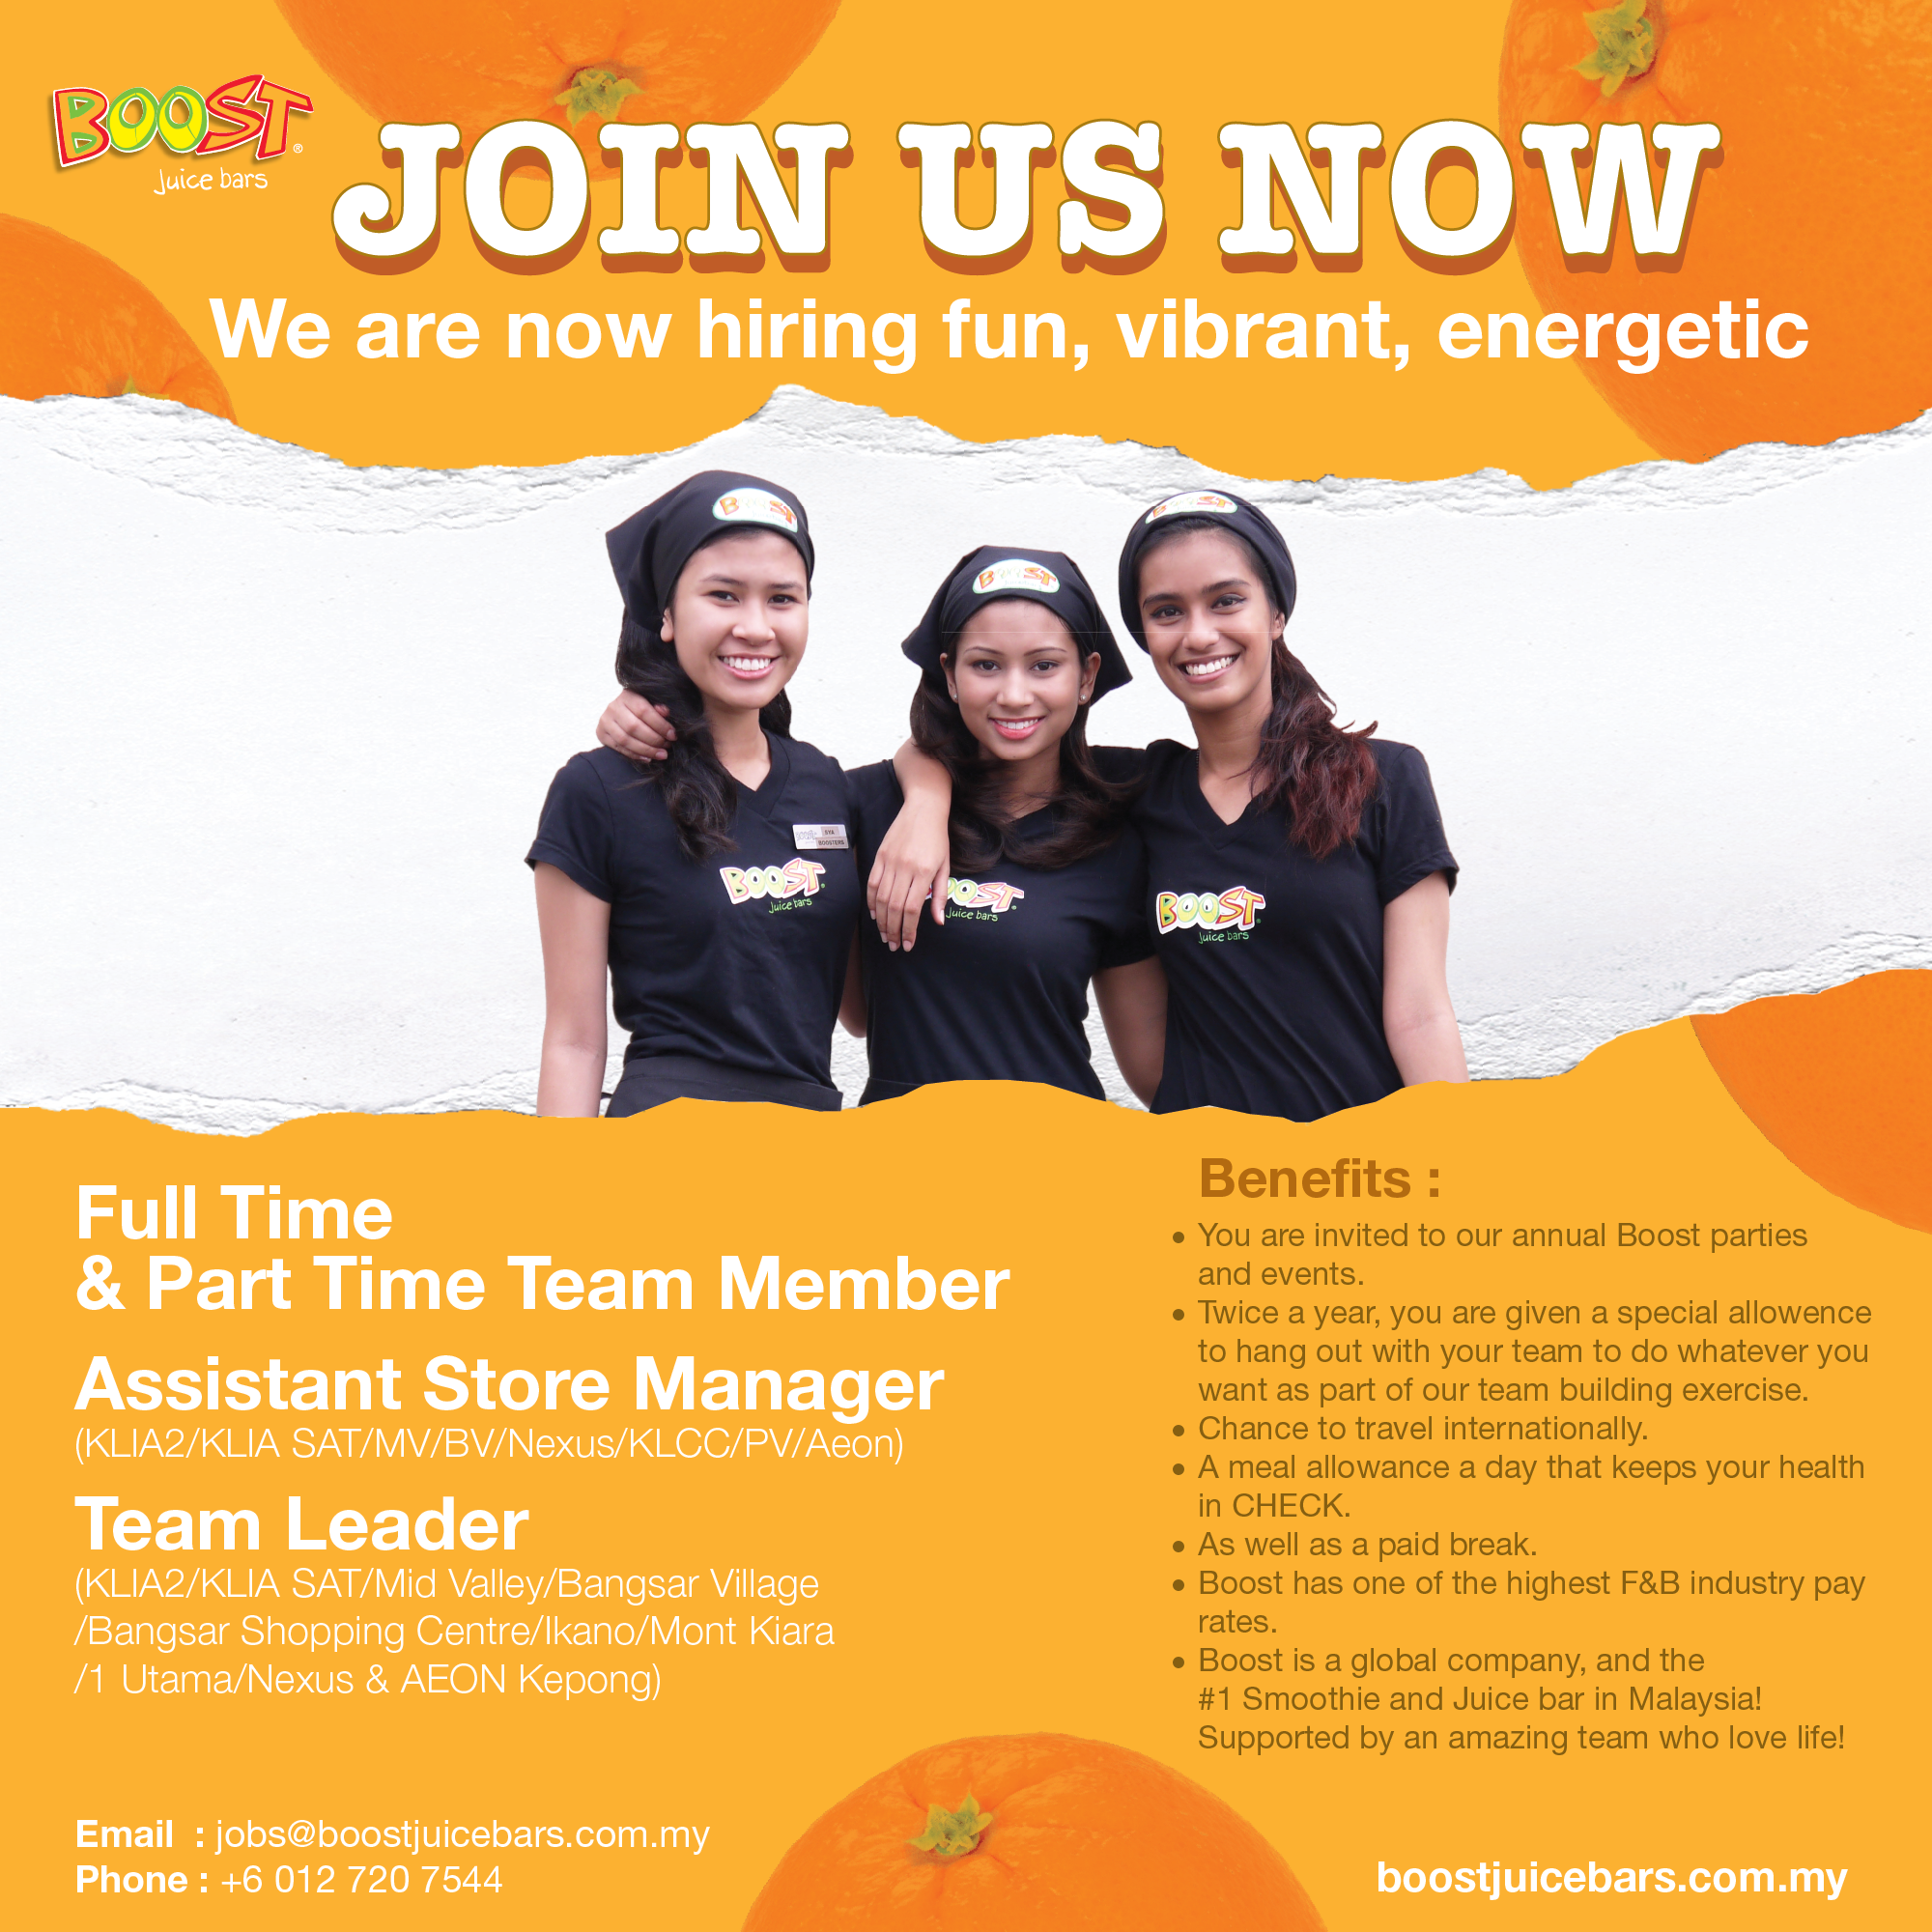 BOOST®
Juice bars
JOIN US NOW
We are now hiring fun, vibrant, energetic
BOOST
BOOST
BOOST
SYA
BOOSTERS
BOOST
Juice bars
OOST
Juice bars
BOOST
Juice bars
Full Time
& Part Time Team Member
Assistant Store Manager
(KLIA2/KLIA SAT/MV/BV/Nexus/KLCC/PV/Aeon)
Team Leader
(KLIA2/KLIA SAT/Mid Valley/Bangsar Village
/Bangsar Shopping Centre/Ikano/Mont Kiara
/1 Utama/Nexus & AEON Kepong)
Benefits :
• You are invited to our annual Boost parties
and events.
• Twice a year, you are given a special allowence
to hang out with your team to do whatever you
want as part of our team building exercise.
• Chance to travel internationally.
• A meal allowance a day that keeps your health
in CHECK.
• As well as a paid break.
• Boost has one of the highest F&B industry pay
rates.
• Boost is a global company, and the
#1 Smoothie and Juice bar in Malaysia!
Supported by an amazing team who love life!
Email : jobs@boostjuicebars.com.my
Phone : +6 012 720 7544
boostjuicebars.com.my